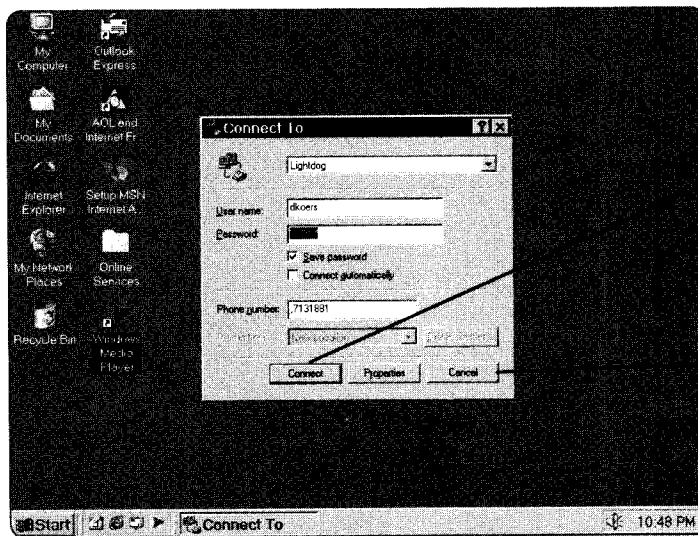 My Computer
Outlook Express
My Documents
AOL and Internet Fr
Internet Explorer
Setup MSN Internet A
My Network Places
Online Services
Recycle Bin
Windows Media Player
Connect To
Lightdog
User name:
dkoers
Password:
Save password
Connect automatically
Phone number:
7131881
Connect
Properties
Cancel
Start
Connect To
10:48 PM